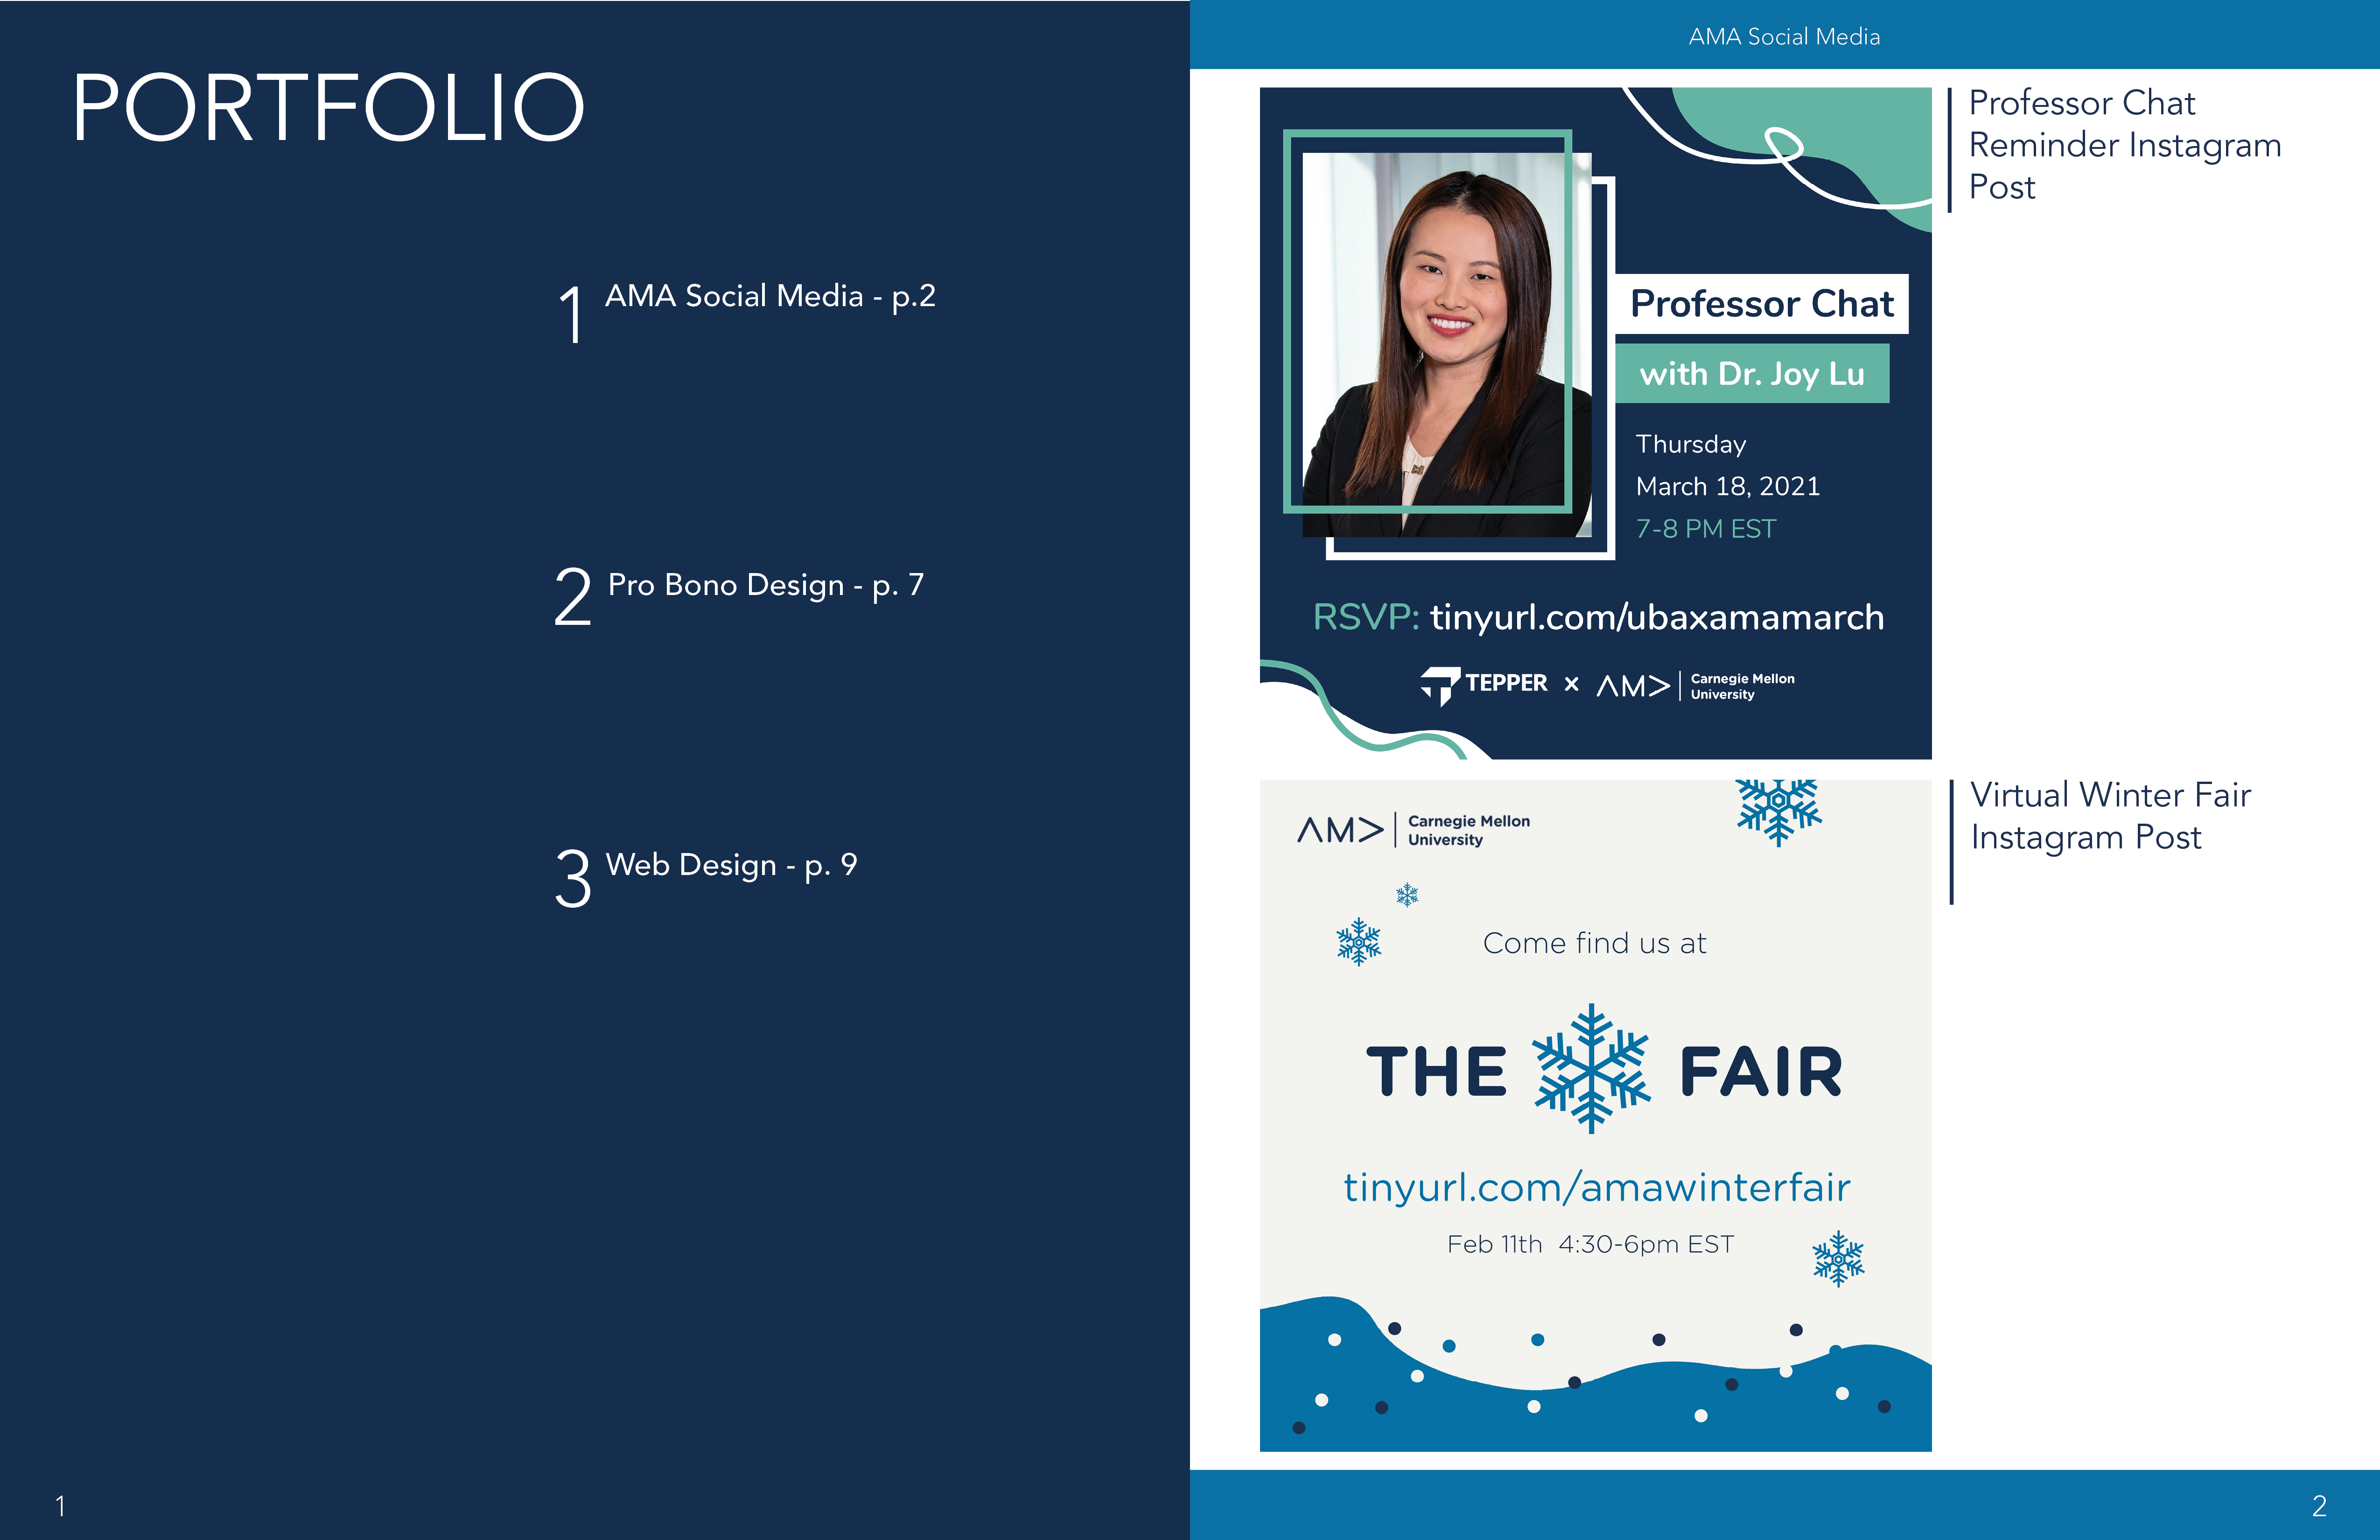 PORTFOLIO
1 AMA Social Media - p.2
2 Pro Bono Design - p. 7
3 Web Design - p. 9
1
AMA Social Media
Professor Chat
with Dr. Joy Lu
Thursday
March 18, 2021
7-8 PM EST
RSVP: tinyurl.com/ubaxamamarch
TEPPER x AMA | Carnegie Mellon
University
Professor Chat
Reminder Instagram
Post
AMA | Carnegie Mellon
University
Come find us at
THE FAIR
tinyurl.com/amawinterfair
Feb 11th 4:30-6pm EST
Virtual Winter Fair
Instagram Post
2